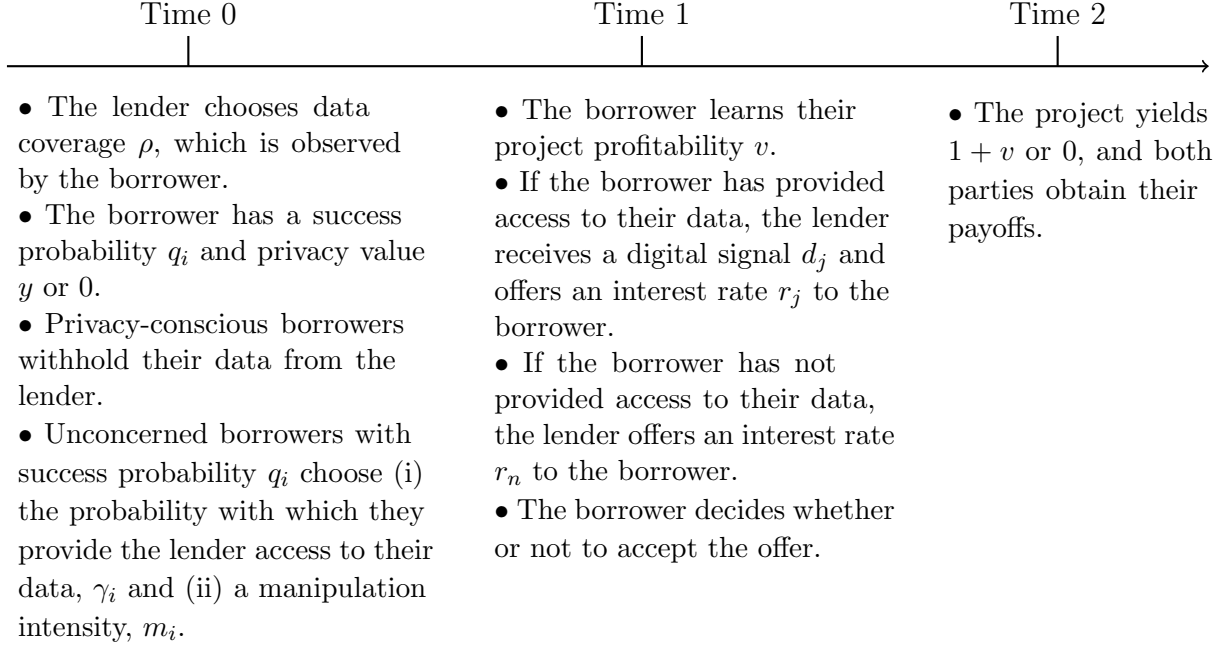 Time 0
Time 1
Time 2
• The lender chooses data
coverage ρ, which is observed
by the borrower.
• The borrower has a success
probability q_i and privacy value
y or 0.
• Privacy-conscious borrowers
withhold their data from the
lender.
• Unconcerned borrowers with
success probability q_i choose (i)
the probability with which they
provide the lender access to their
data, γ_i and (ii) a manipulation
intensity, m_i.
• The borrower learns their
project profitability v.
• If the borrower has provided
access to their data, the lender
receives a digital signal d_j and
offers an interest rate r_j to the
borrower.
• If the borrower has not
provided access to their data,
the lender offers an interest rate
r_n to the borrower.
• The borrower decides whether
or not to accept the offer.
• The project yields
1 + v or 0, and both
parties obtain their
payoffs.